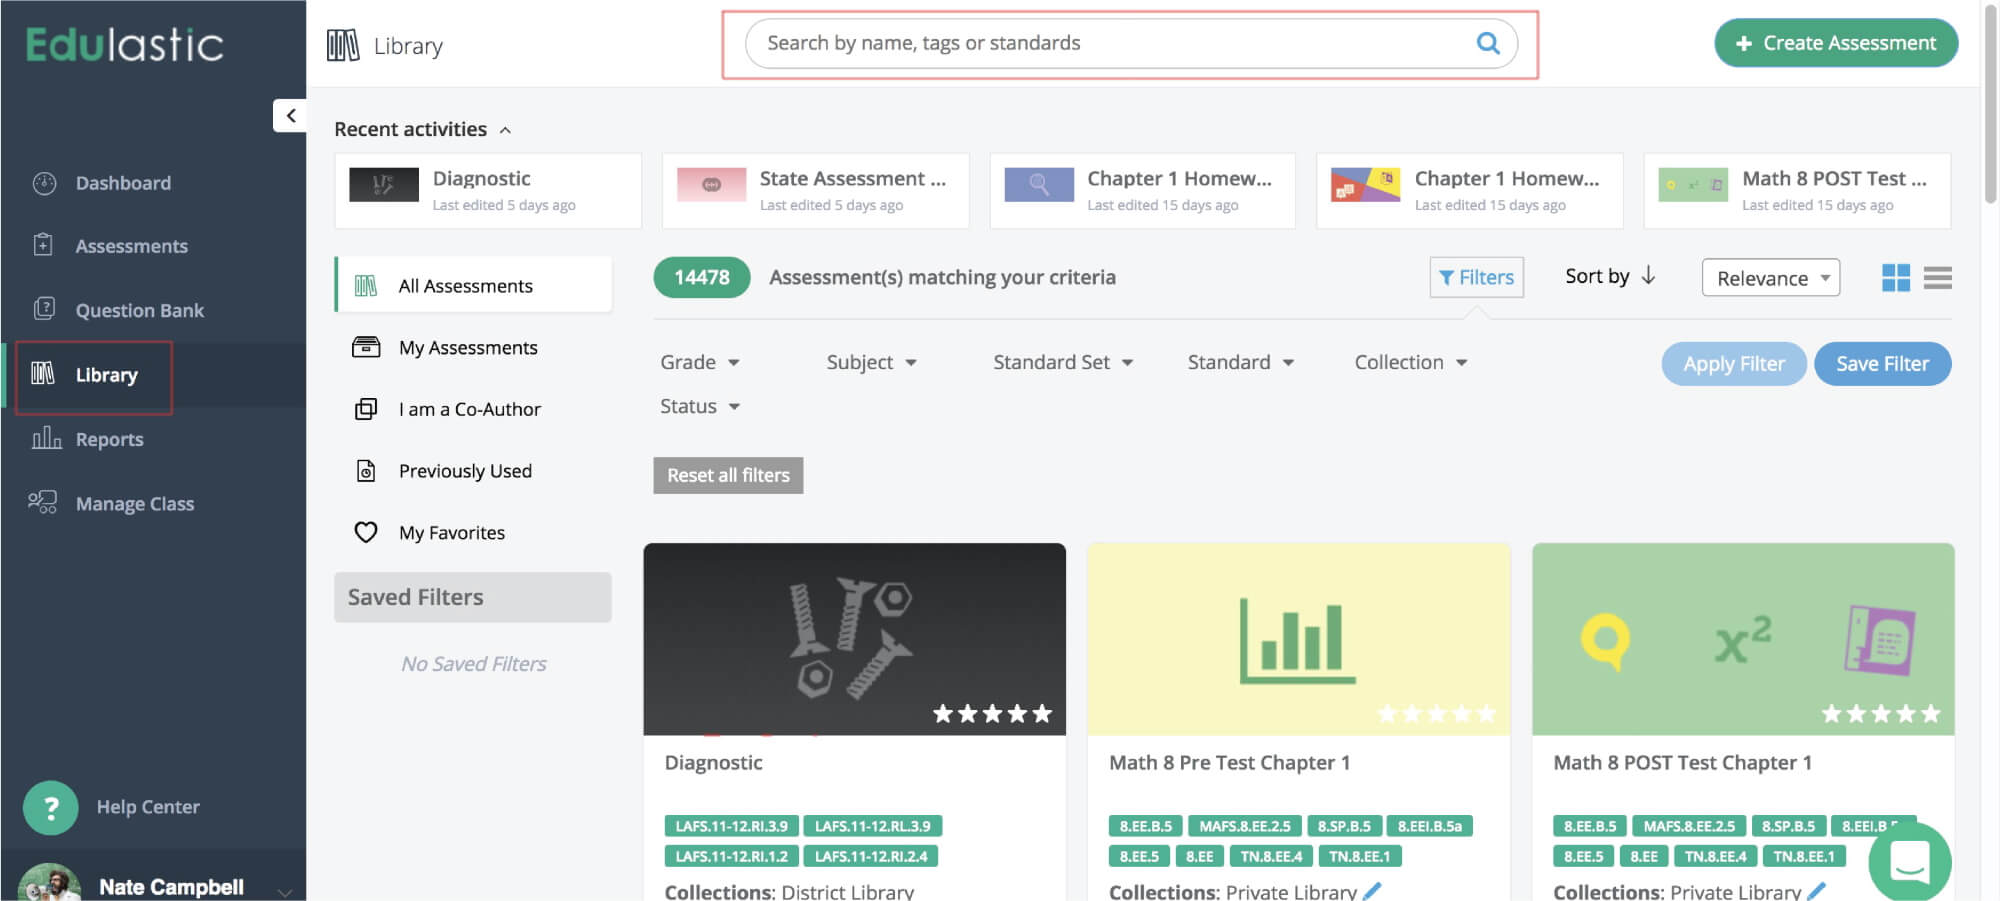 Edulastic
Library
Search by name, tags or standards
+ Create Assessment
Dashboard
Assessments
Question Bank
Library
Reports
Manage Class
Help Center
Nate Campbell
Recent activities
Diagnostic
Last edited 5 days ago
State Assessment ...
Last edited 5 days ago
Chapter 1 Homew...
Last edited 15 days ago
Chapter 1 Homew...
Last edited 15 days ago
Math 8 POST Test ...
Last edited 15 days ago
All Assessments
My Assessments
I am a Co-Author
Previously Used
My Favorites
Saved Filters
No Saved Filters
14478 Assessment(s) matching your criteria
Filters
Sort by
Relevance
Grade
Subject
Standard Set
Standard
Collection
Apply Filter
Save Filter
Status
Reset all filters
Diagnostic
LAFS.11-12.RI.3.9 LAFS.11-12.RL.3.9
LAFS.11-12.RI.1.2 LAFS.11-12.RI.2.4
Collections: District Library
Math 8 Pre Test Chapter 1
8.EE.B.5 MAFS.8.EE.2.5 8.SP.B.5 8.EEI.B.5a
8.EE.5 8.EE TN.8.EE.4 TN.8.EE.1
Collections: Private Library
x²
Math 8 POST Test Chapter 1
8.EE.B.5 MAFS.8.EE.2.5 8.SP.B.5
8.EE.5 8.EE TN.8.EE.4 TN.8.EE.1
Collections: Private Library